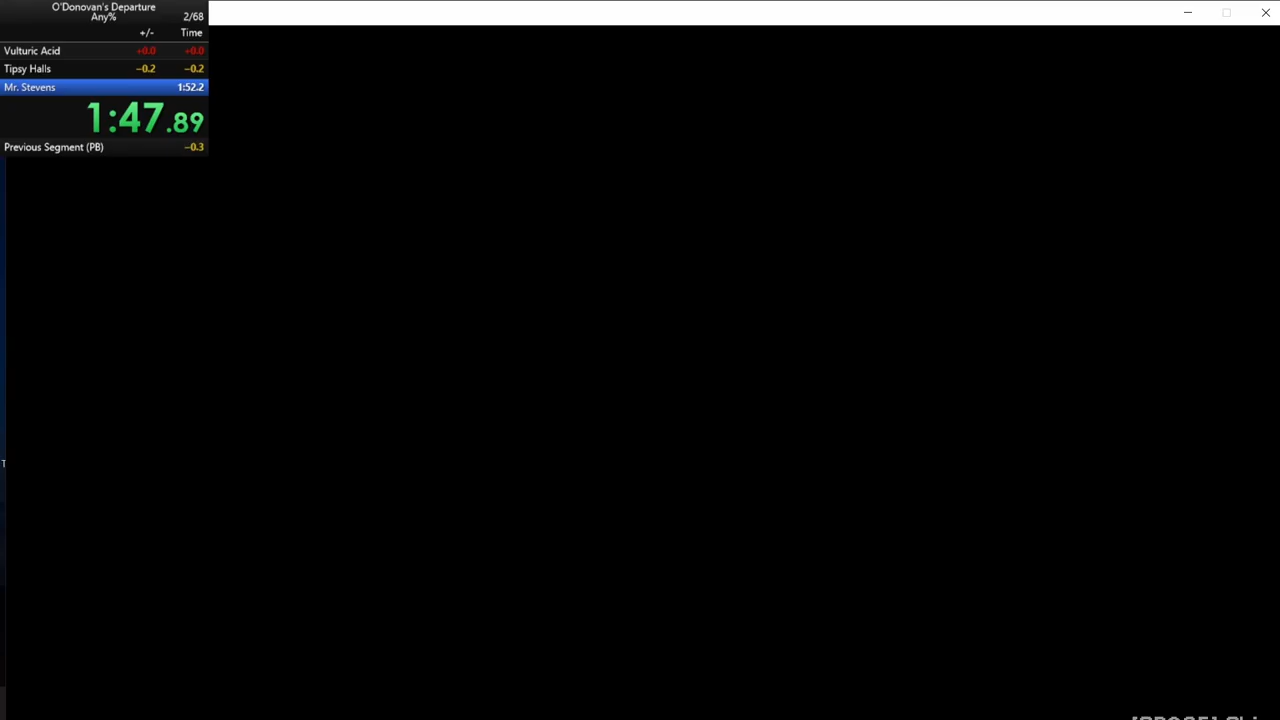 O'Donovan's Departure
Any% 2/68
+/- Time
Vulturic Acid +0.0 +0.0
Tipsy Halls −0.2 −0.2
Mr. Stevens 1:52.2
1:47.89
Previous Segment (PB) −0.3
T